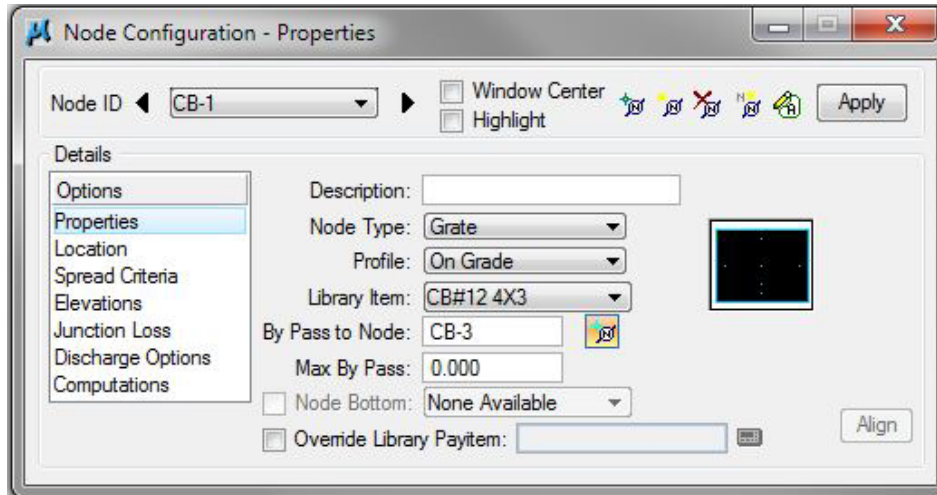 Node Configuration - Properties
Node ID CB-1 Window Center Apply
Highlight
Details
Options
Properties
Location
Spread Criteria
Elevations
Junction Loss
Discharge Options
Computations
Description:
Node Type: Grate
Profile: On Grade
Library Item: CB#12 4X3
By Pass to Node: CB-3
Max By Pass: 0.000
Node Bottom: None Available
Override Library Payitem:
Align